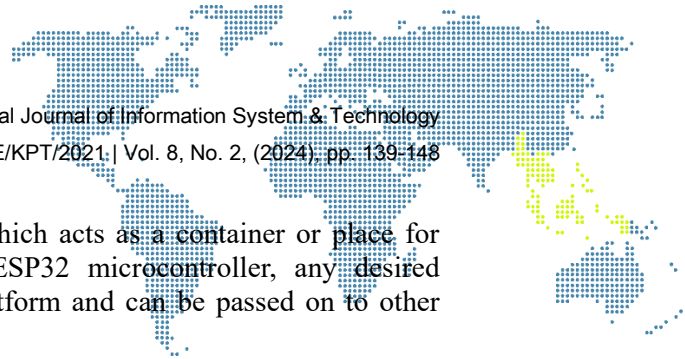 al Journal of Information System & Technology
E/KPT/2021 | Vol. 8, No. 2, (2024), pp. 139-148
hich acts as a container or place for
ESP32 microcontroller, any desired
tform and can be passed on to other